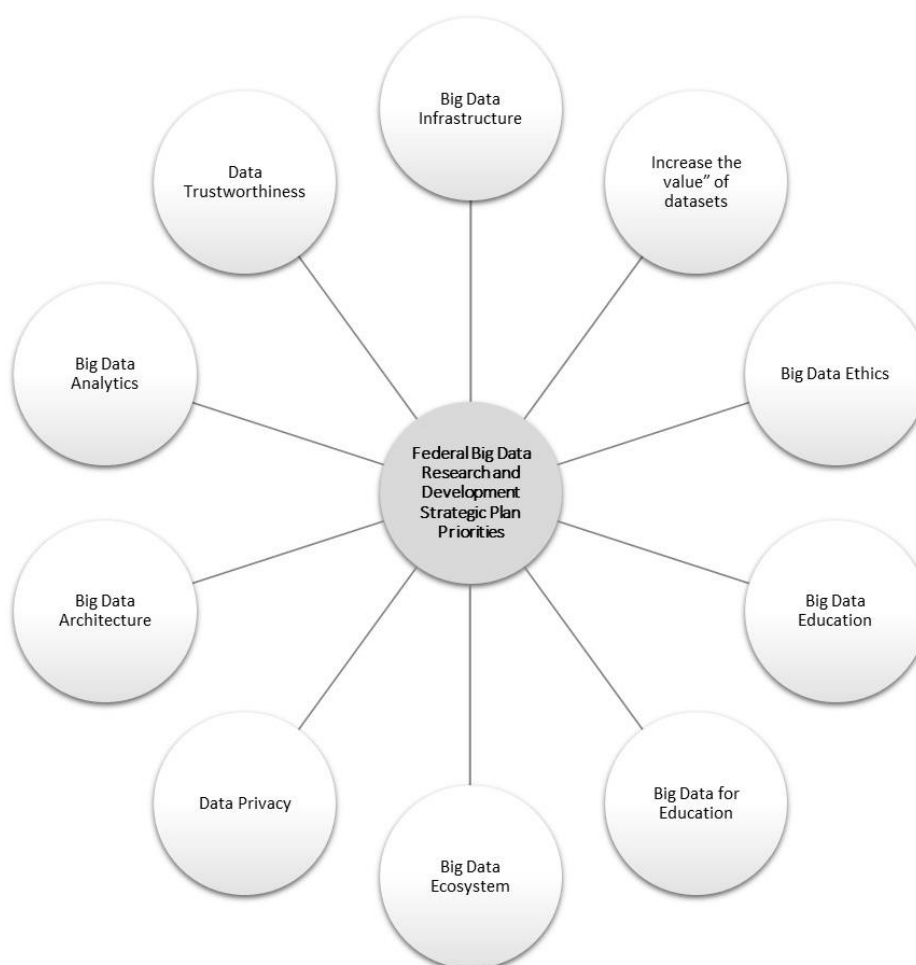 Big Data
Infrastructure
Increase the
value” of
datasets
Data
Trustworthiness
Big Data
Analytics
Big Data Ethics
Federal Big Data
Research and
Development
Strategic Plan
Priorities
Big Data
Architecture
Big Data
Education
Data Privacy
Big Data for
Education
Big Data
Ecosystem